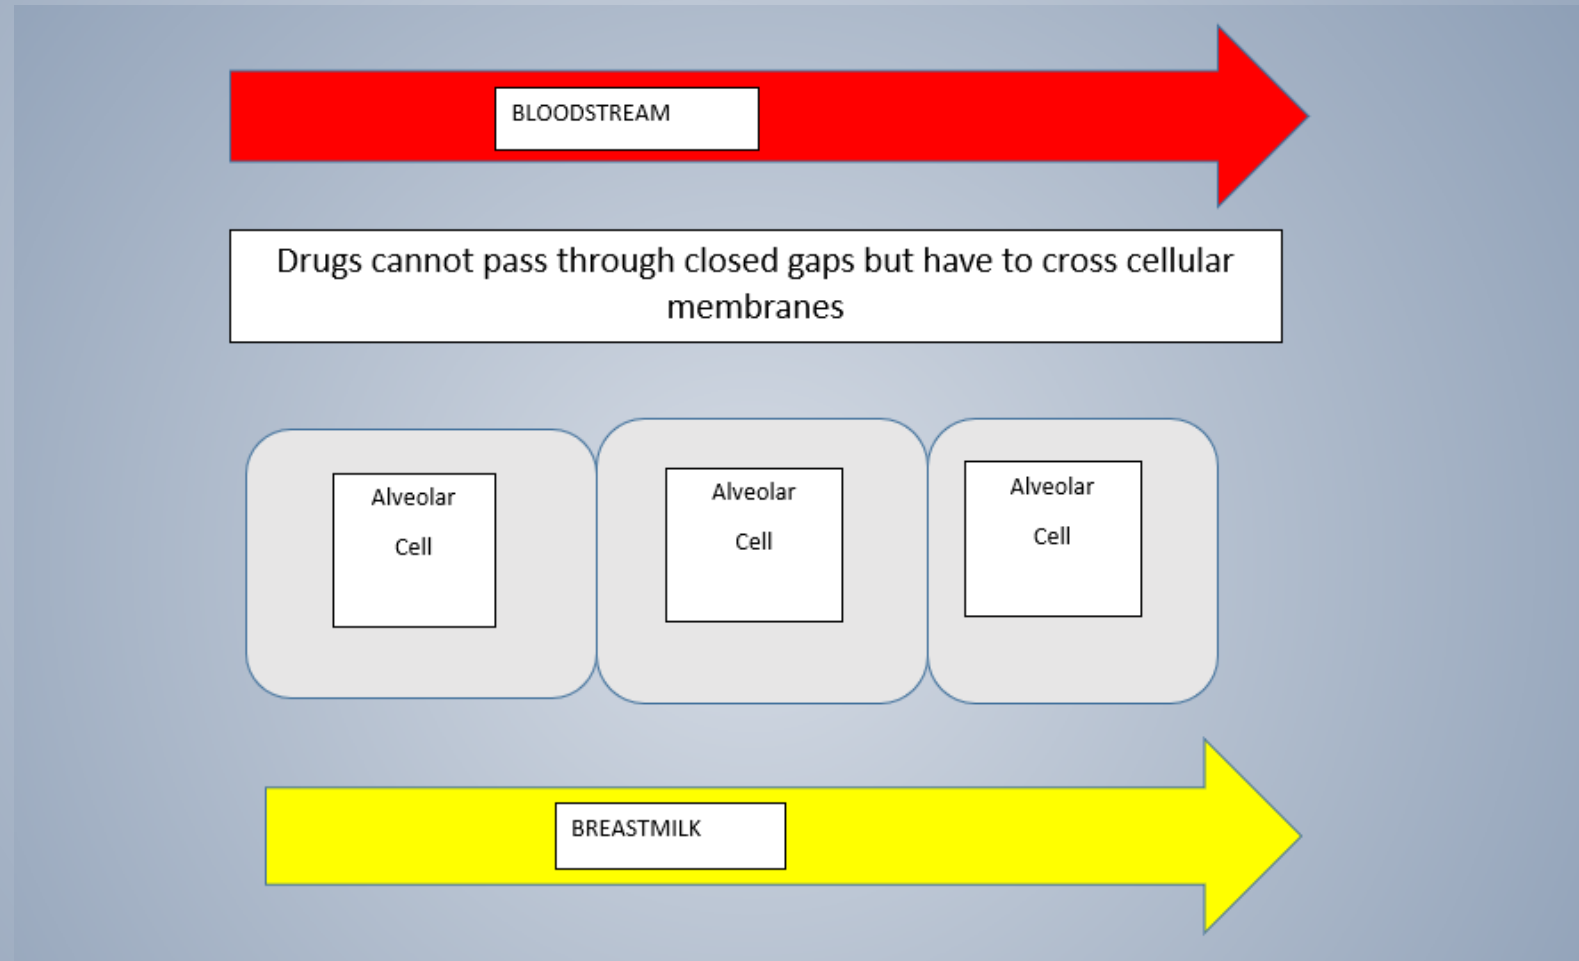 BLOODSTREAM
Drugs cannot pass through closed gaps but have to cross cellular
membranes
Alveolar
Cell
Alveolar
Cell
Alveolar
Cell
BREASTMILK